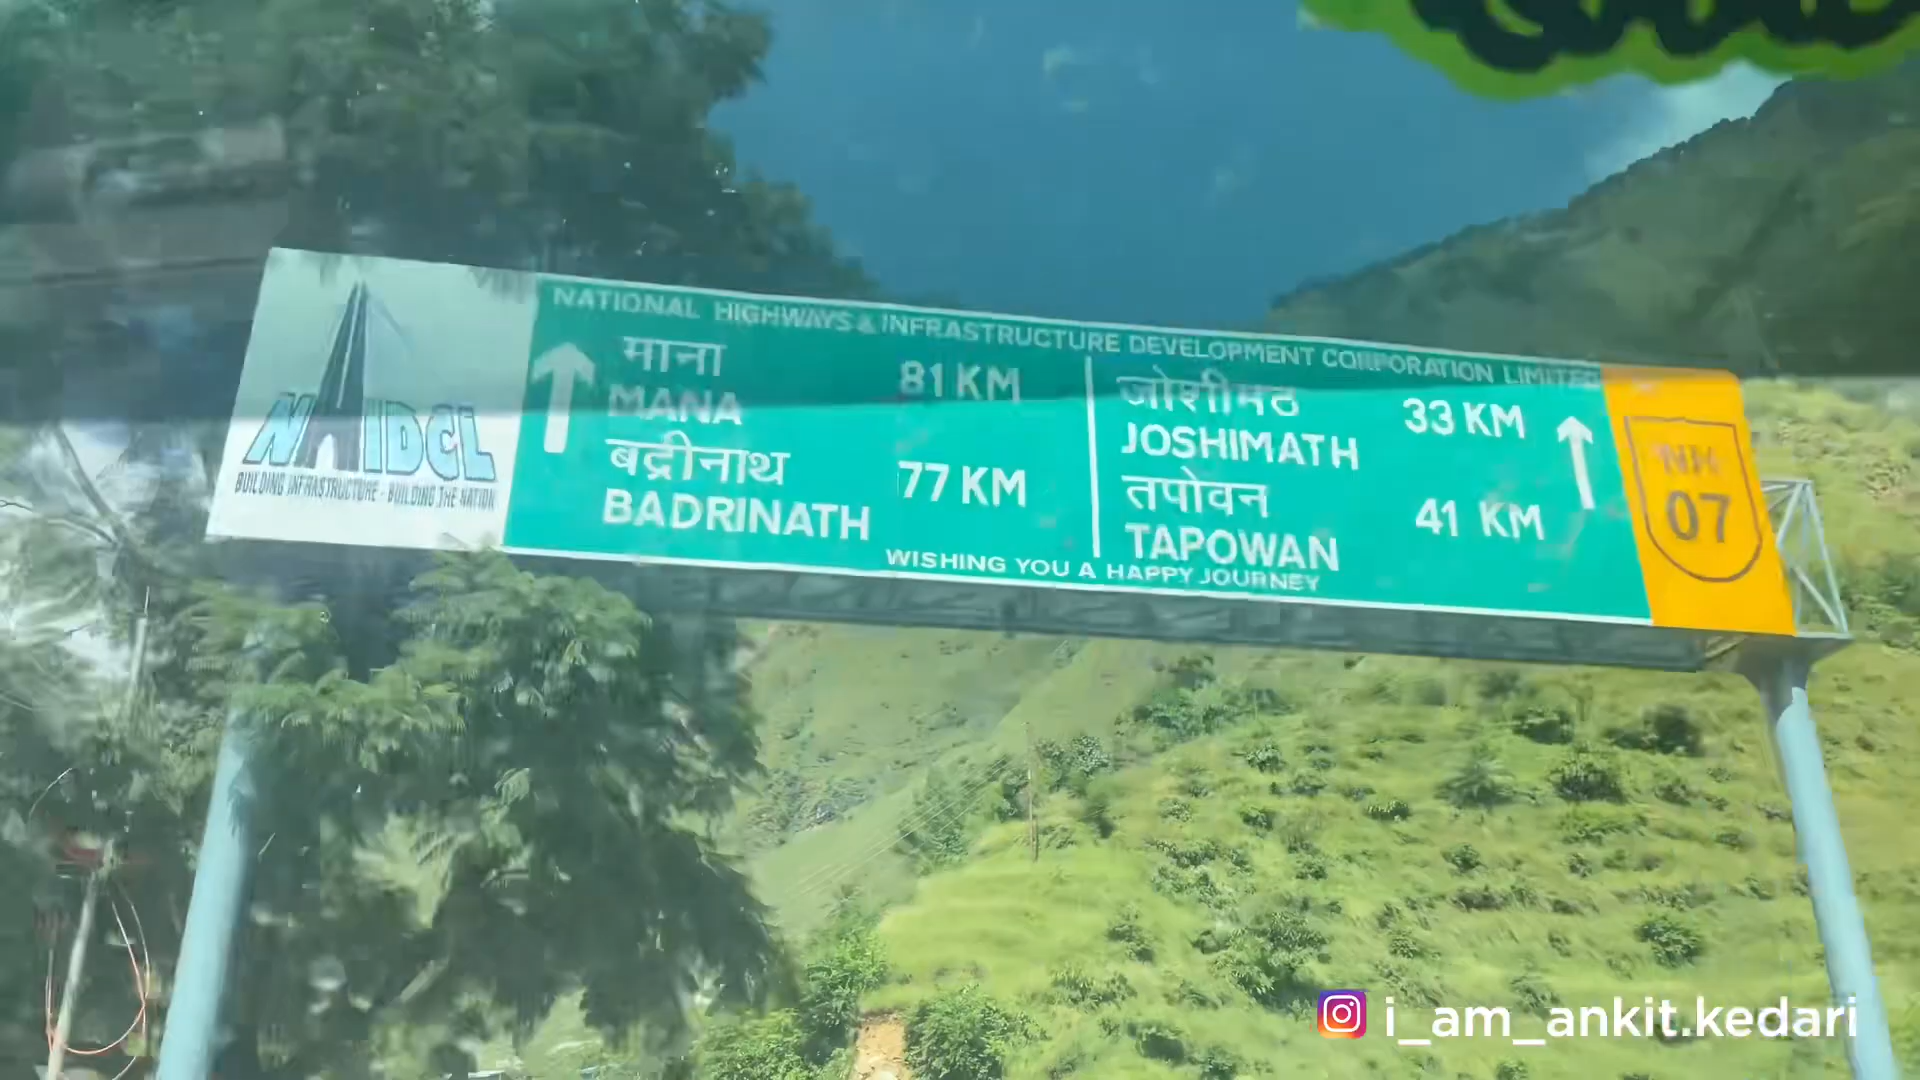 NHIDCL
BUILDING INFRASTRUCTURE - BUILDING THE NATION
NATIONAL HIGHWAYS & INFRASTRUCTURE DEVELOPMENT CORPORATION LIMITED
माना 81 KM
MANA
बद्रीनाथ 77 KM
BADRINATH
जोशीमठ 33 KM
JOSHIMATH
तपोवन 41 KM
TAPOWAN
WISHING YOU A HAPPY JOURNEY
NH
07
i_am_ankit.kedari